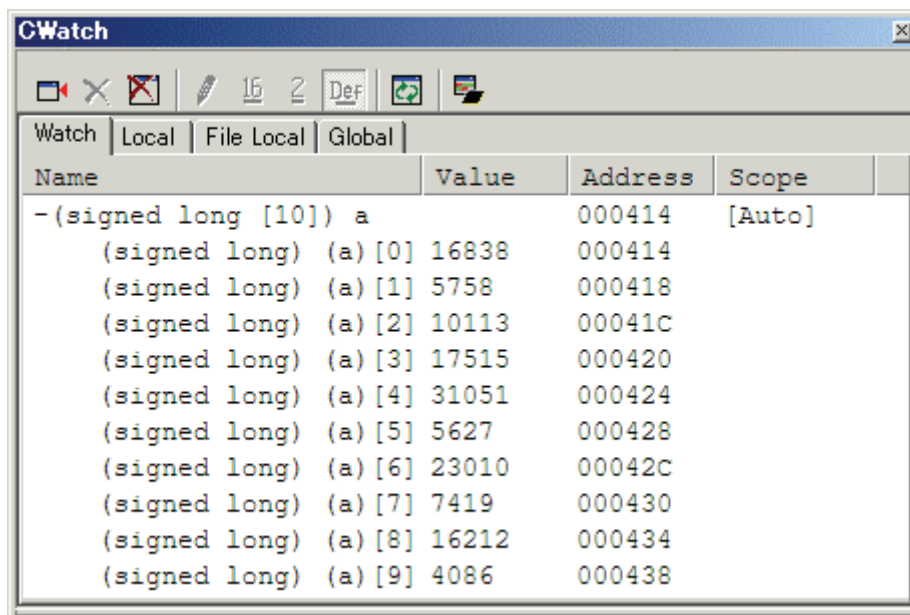 CWatch
16 2 Def
Watch Local File Local Global
Name Value Address Scope
-(signed long [10]) a 000414 [Auto]
(signed long) (a)[0] 16838 000414
(signed long) (a)[1] 5758 000418
(signed long) (a)[2] 10113 00041C
(signed long) (a)[3] 17515 000420
(signed long) (a)[4] 31051 000424
(signed long) (a)[5] 5627 000428
(signed long) (a)[6] 23010 00042C
(signed long) (a)[7] 7419 000430
(signed long) (a)[8] 16212 000434
(signed long) (a)[9] 4086 000438